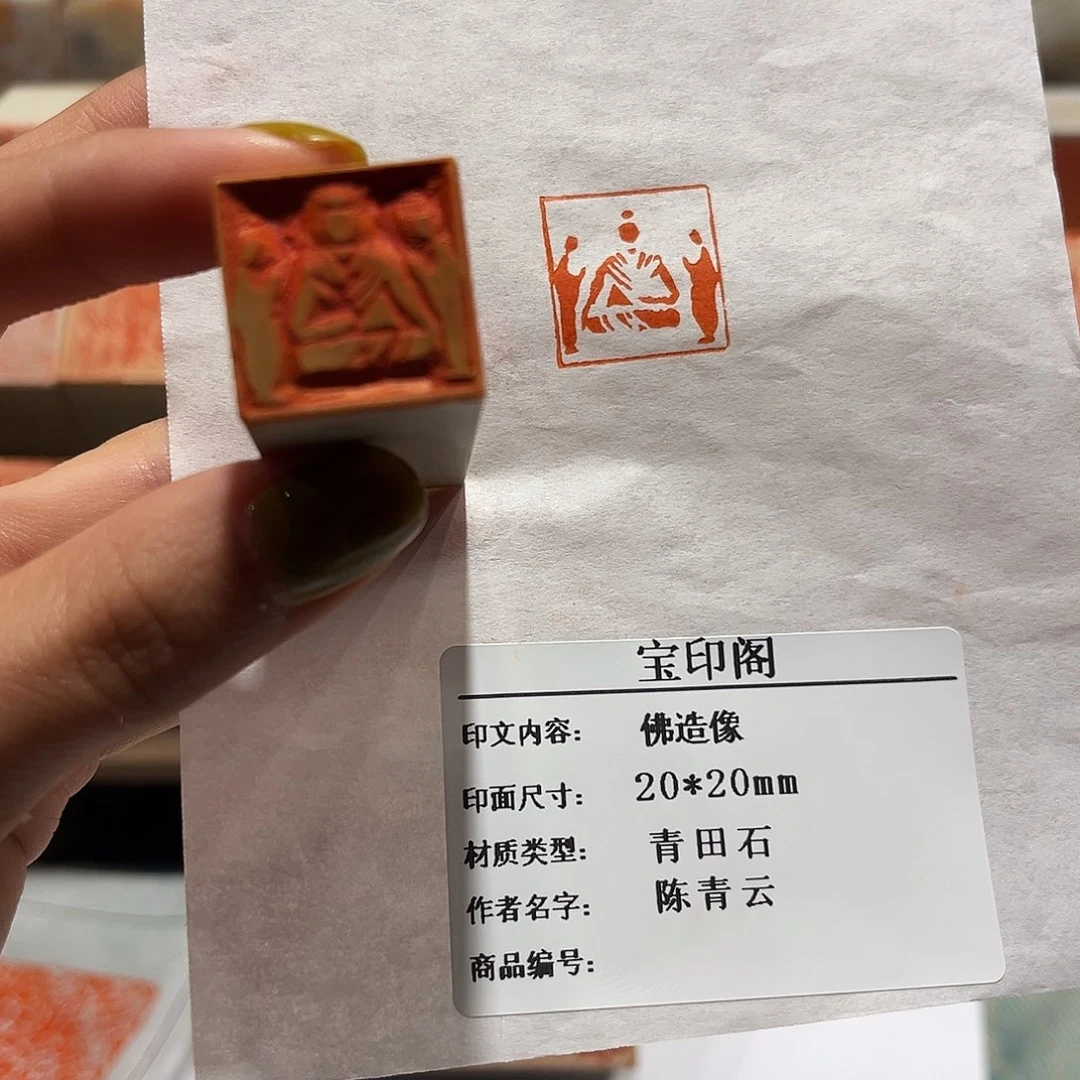 宝印阁
印文内容: 佛造像
印面尺寸: 20*20mm
材质类型: 青田石
作者名字: 陈青云
商品编号: